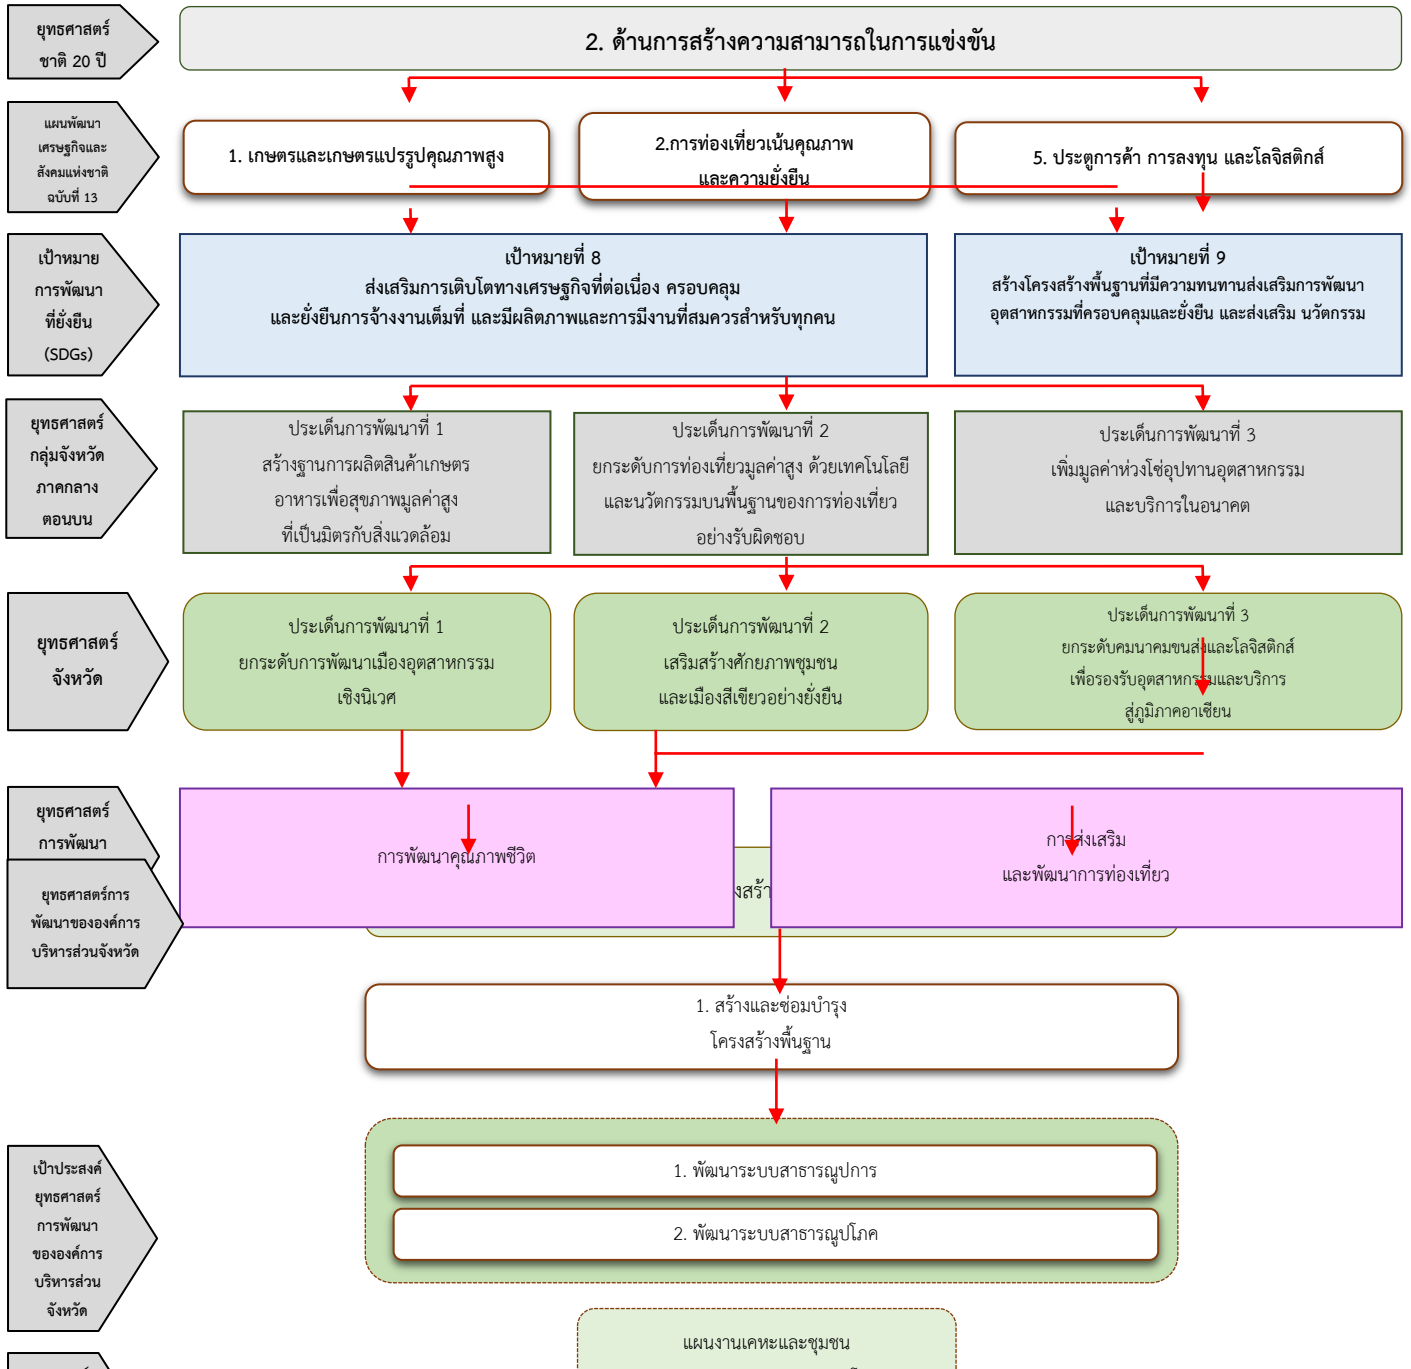 ยุทธศาสตร์
ชาติ 20 ปี
2. ด้านการสร้างความสามารถในการแข่งขัน
แผนพัฒนา
เศรษฐกิจและ
สังคมแห่งชาติ
ฉบับที่ 13
1. เกษตรและเกษตรแปรรูปคุณภาพสูง
2.การท่องเที่ยวเน้นคุณภาพ
และความยั่งยืน
5. ประตูการค้า การลงทุน และโลจิสติกส์
เป้าหมาย
การพัฒนา
ที่ยั่งยืน
(SDGs)
เป้าหมายที่ 8
ส่งเสริมการเติบโตทางเศรษฐกิจที่ต่อเนื่อง ครอบคลุม
และยั่งยืนการจ้างงานเต็มที่ และมีผลิตภาพและการมีงานที่สมควรสำหรับทุกคน
เป้าหมายที่ 9
สร้างโครงสร้างพื้นฐานที่มีความทนทานส่งเสริมการพัฒนา
อุตสาหกรรมที่ครอบคลุมและยั่งยืน และส่งเสริม นวัตกรรม
ยุทธศาสตร์
กลุ่มจังหวัด
ภาคกลาง
ตอนบน
ประเด็นการพัฒนาที่ 1
สร้างฐานการผลิตสินค้าเกษตร
อาหารเพื่อสุขภาพมูลค่าสูง
ที่เป็นมิตรกับสิ่งแวดล้อม
ประเด็นการพัฒนาที่ 2
ยกระดับการท่องเที่ยวมูลค่าสูง ด้วยเทคโนโลยี
และนวัตกรรมบนพื้นฐานของการท่องเที่ยว
อย่างรับผิดชอบ
ประเด็นการพัฒนาที่ 3
เพิ่มมูลค่าห่วงโซ่อุปทานอุตสาหกรรม
และบริการในอนาคต
ยุทธศาสตร์
จังหวัด
ประเด็นการพัฒนาที่ 1
ยกระดับการพัฒนาเมืองอุตสาหกรรม
เชิงนิเวศ
ประเด็นการพัฒนาที่ 2
เสริมสร้างศักยภาพชุมชน
และเมืองสีเขียวอย่างยั่งยืน
ประเด็นการพัฒนาที่ 3
ยกระดับคมนาคมขนส่งและโลจิสติกส์
เพื่อรองรับอุตสาหกรรมและบริการ
สู่ภูมิภาคอาเซียน
ยุทธศาสตร์
การพัฒนา
การพัฒนาคุณภาพชีวิต
การส่งเสริม
และพัฒนาการท่องเที่ยว
ยุทธศาสตร์การ
พัฒนาขององค์การ
บริหารส่วนจังหวัด
งสร้า
1. สร้างและซ่อมบำรุง
โครงสร้างพื้นฐาน
เป้าประสงค์
ยุทธศาสตร์
การพัฒนา
ขององค์การ
บริหารส่วน
จังหวัด
1. พัฒนาระบบสาธารณูปการ
2. พัฒนาระบบสาธารณูปโภค
แผนงานเคหะและชุมชน